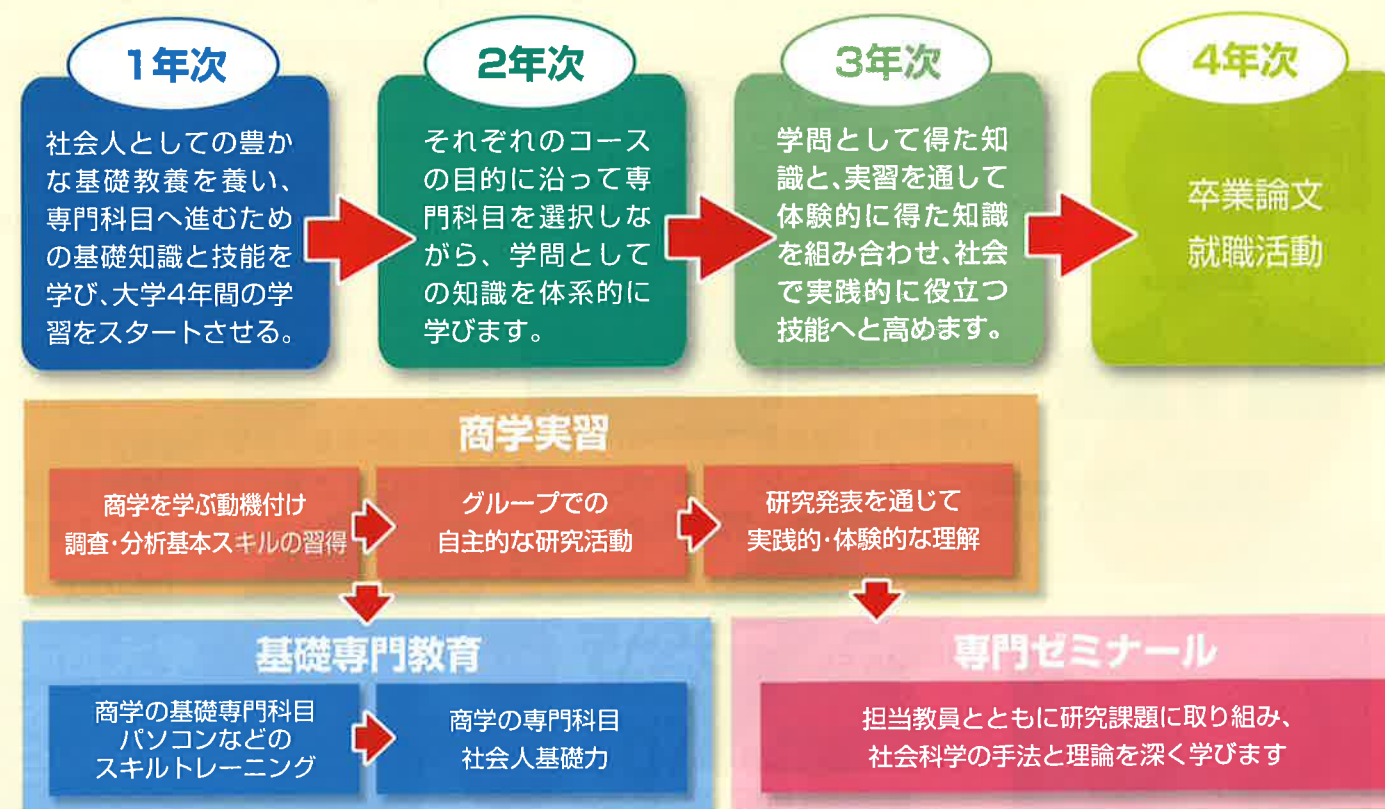 1年次
社会人としての豊か
な基礎教養を養い、
専門科目へ進むため
の基礎知識と技能を
学び、大学4年間の学
習をスタートさせる。
2年次
それぞれのコース
の目的に沿って専
門科目を選択しな
がら、学問として
の知識を体系的に
学びます。
3年次
学問として得た知
識と、実習を通して
体験的に得た知識
を組み合わせ、社会
で実践的に役立つ
技能へと高めます。
4年次
卒業論文
就職活動
商学実習
商学を学ぶ動機付け
調査・分析基本スキルの習得
グループでの
自主的な研究活動
研究発表を通じて
実践的・体験的な理解
基礎専門教育
商学の基礎専門科目
パソコンなどの
スキルトレーニング
商学の専門科目
社会人基礎力
専門ゼミナール
担当教員とともに研究課題に取り組み、
社会科学の手法と理論を深く学びます